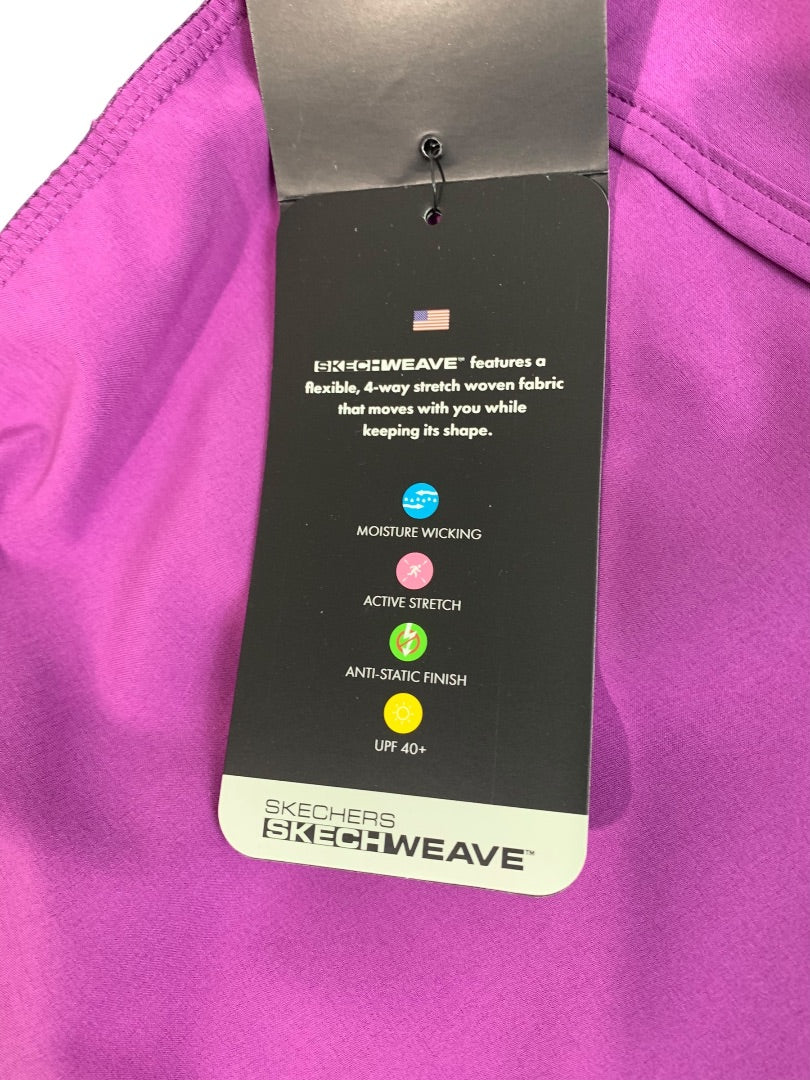 SKECHWEAVE™ features a
flexible, 4-way stretch woven fabric
that moves with you while
keeping its shape.
MOISTURE WICKING
ACTIVE STRETCH
ANTI-STATIC FINISH
UPF 40+
SKECHERS
SKECHWEAVE™